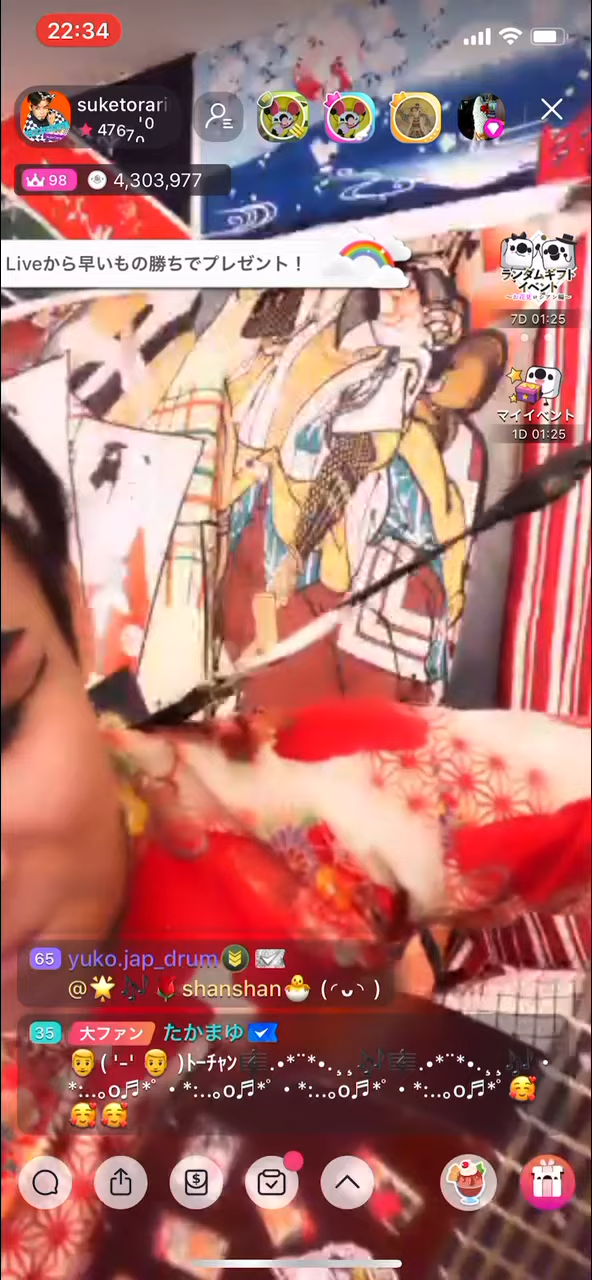 22:34
suketorari
98
4,303,977
Liveから早いもの勝ちでプレゼント！
ランダムギフト
イベント
7D 01:25
マイイベント
1D 01:25
65 yuko.jap_drum
@🌟🎶🌹shanshan🐣 (◜ᴗ◝ )
35 大ファン たかまゆ
👨 ( '-' 👨 )ﾄｰﾁｬﾝ🎼.•*¨*•.¸¸🎶🎼.•*¨*•.¸¸🎶・
*:..｡o♬*ﾟ・*:..｡o♬*ﾟ・*:..｡o♬*ﾟ・*:..｡o♬*ﾟ🥰
🥰🥰